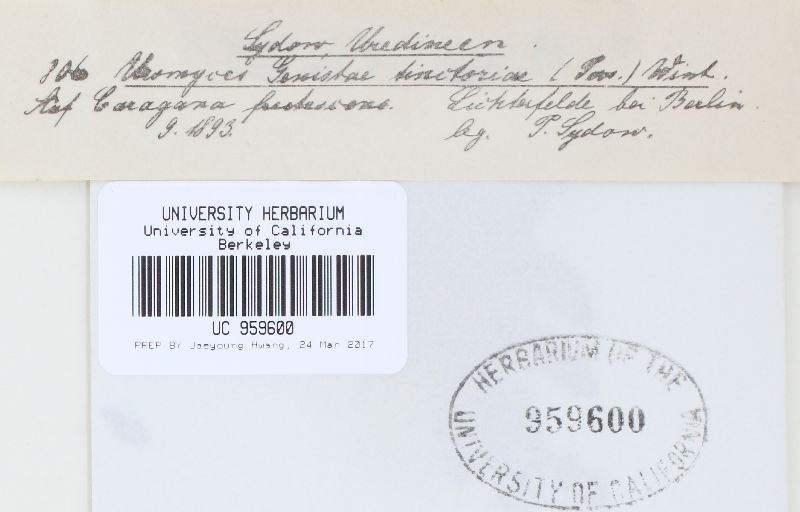 Sydow, Uredineen.
306 Uromyces Genistae tinctoriae (Pers.) Wint.
Auf Caragana frutescens. Lichterfelde bei Berlin.
9. 1893. leg. P. Sydow.
UNIVERSITY HERBARIUM
University of California
Berkeley
UC 959600
PREP BY Jaeyoung Hwang, 24 Mar 2017
HERBARIUM OF THE
959600
UNIVERSITY OF CALIFORNIA